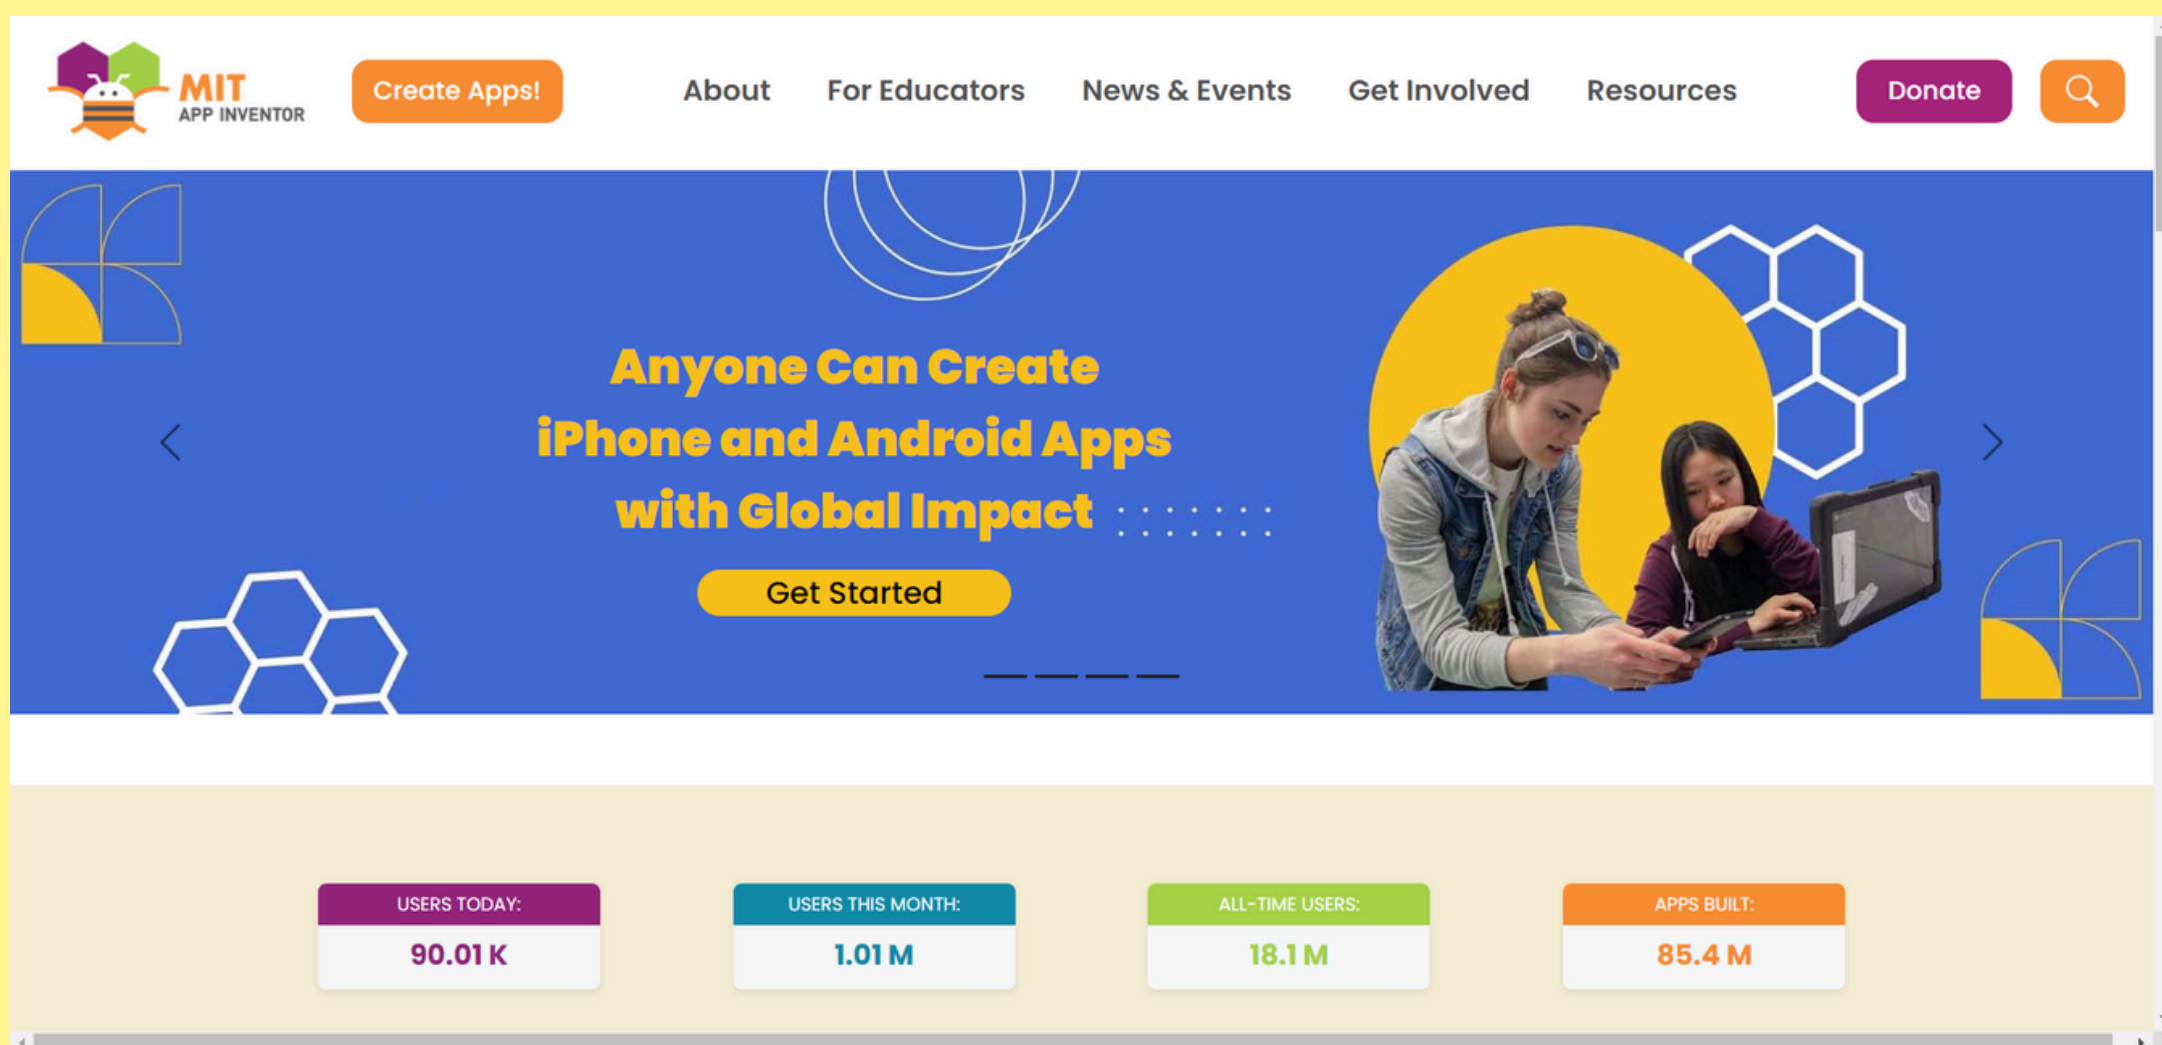 MIT
APP INVENTOR
Create Apps!
About
For Educators
News & Events
Get Involved
Resources
Donate
Anyone Can Create
iPhone and Android Apps
with Global Impact
Get Started
USERS TODAY:
90.01 K
USERS THIS MONTH:
1.01 M
ALL-TIME USERS:
18.1 M
APPS BUILT:
85.4 M